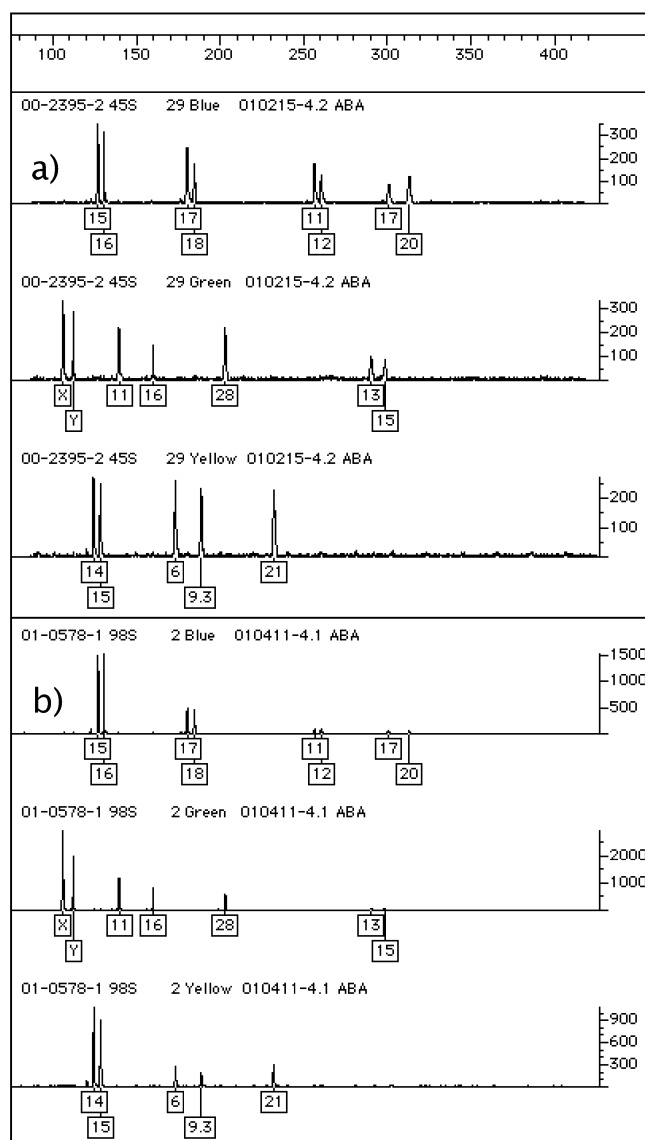 100 150 200 250 300 350 400
00-2395-2 45S 29 Blue 010215-4.2 ABA
a)
300
200
100
15 17 11 17
16 18 12 20
00-2395-2 45S 29 Green 010215-4.2 ABA
300
200
100
X 11 16 28 13
Y 15
00-2395-2 45S 29 Yellow 010215-4.2 ABA
200
100
14 6 21
15 9.3
01-0578-1 98S 2 Blue 010411-4.1 ABA
b)
1500
1000
500
15 17 11 17
16 18 12 20
01-0578-1 98S 2 Green 010411-4.1 ABA
2000
1000
X 11 16 28 13
Y 15
01-0578-1 98S 2 Yellow 010411-4.1 ABA
900
600
300
14 6 21
15 9.3